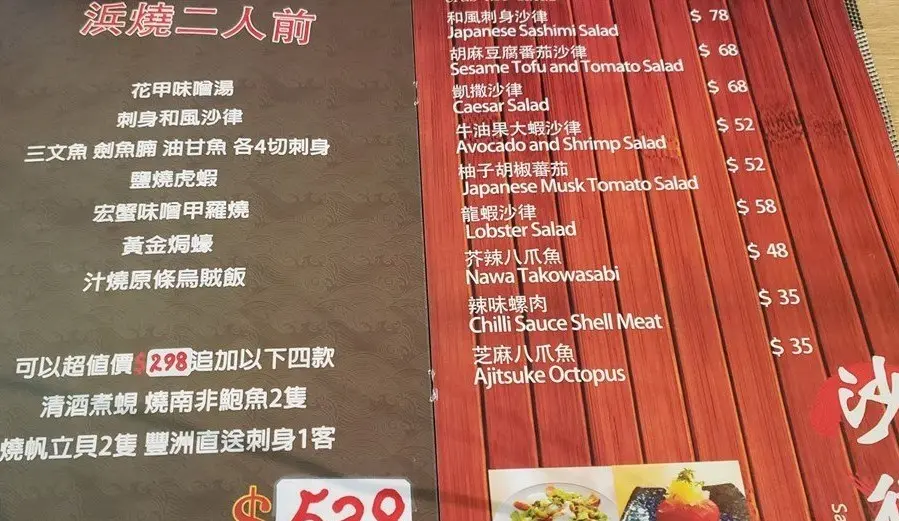 浜燒二人前
花甲味噌湯
刺身和風沙律
三文魚 劍魚腩 油甘魚 各4切刺身
鹽燒虎蝦
宏蟹味噌甲羅燒
黃金焗蠔
汁燒原條烏賊飯
可以超值價$298追加以下四款
清酒煮蜆 燒南非鮑魚2隻
燒帆立貝2隻 豐洲直送刺身1客
和風刺身沙律 $ 78
Japanese Sashimi Salad
胡麻豆腐番茄沙律 $ 68
Sesame Tofu and Tomato Salad
凱撒沙律 $ 68
Caesar Salad
牛油果大蝦沙律 $ 52
Avocado and Shrimp Salad
柚子胡椒蕃茄 $ 52
Japanese Musk Tomato Salad
龍蝦沙律 $ 58
Lobster Salad
芥辣八爪魚 $ 48
Nawa Takowasabi
辣味螺肉 $ 35
Chilli Sauce Shell Meat
芝麻八爪魚 $ 35
Ajitsuke Octopus
沙